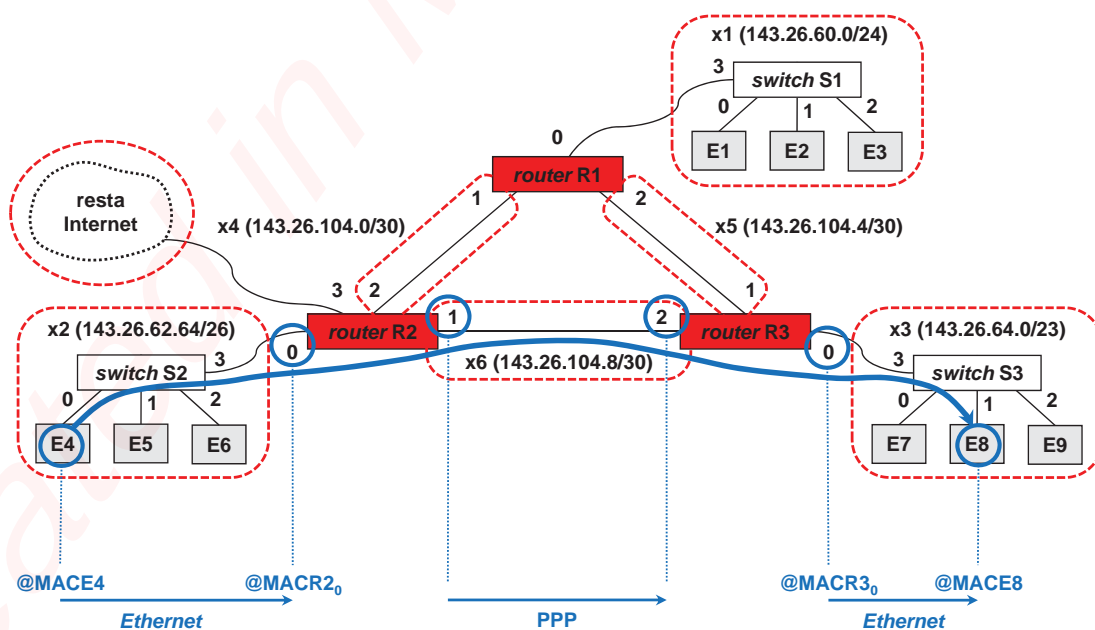 x1 (143.26.60.0/24)
3
switch S1
0
1
2
E1
E2
E3
0
router R1
1
2
resta
Internet
x4 (143.26.104.0/30)
x5 (143.26.104.4/30)
3
2
1
x2 (143.26.62.64/26)
router R2
1
2
router R3
x3 (143.26.64.0/23)
0
0
3
x6 (143.26.104.8/30)
3
switch S2
switch S3
0
1
2
0
1
2
E4
E5
E6
E7
E8
E9
@MACE4
@MACR2₀
@MACR3₀
@MACE8
Ethernet
PPP
Ethernet